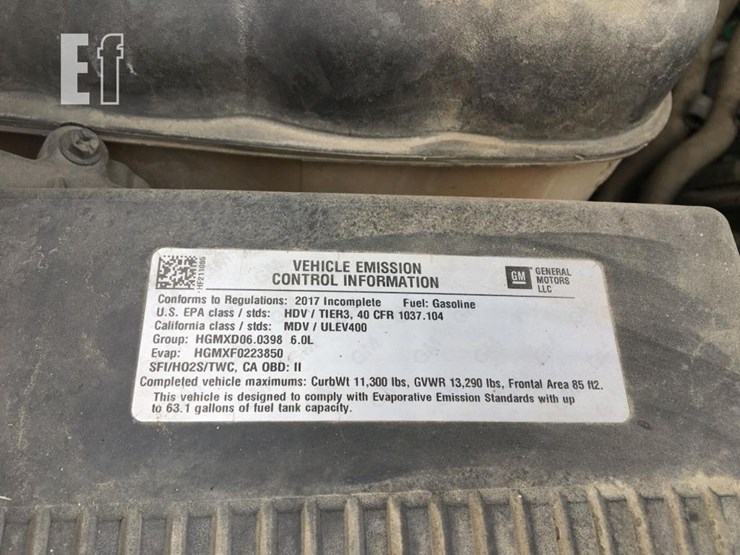 Ef
VEHICLE EMISSION
CONTROL INFORMATION
GM
GENERAL
MOTORS
LLC
Conforms to Regulations: 2017 Incomplete Fuel: Gasoline
U.S. EPA class / stds: HDV / TIER3, 40 CFR 1037.104
California class / stds: MDV / ULEV400
Group: HGMXD06.0398 6.0L
Evap: HGMXF0223850
SFI/HO2S/TWC, CA OBD: II
Completed vehicle maximums: CurbWt 11,300 lbs, GVWR 13,290 lbs, Frontal Area 85 ft2.
This vehicle is designed to comply with Evaporative Emission Standards with up
to 63.1 gallons of fuel tank capacity.